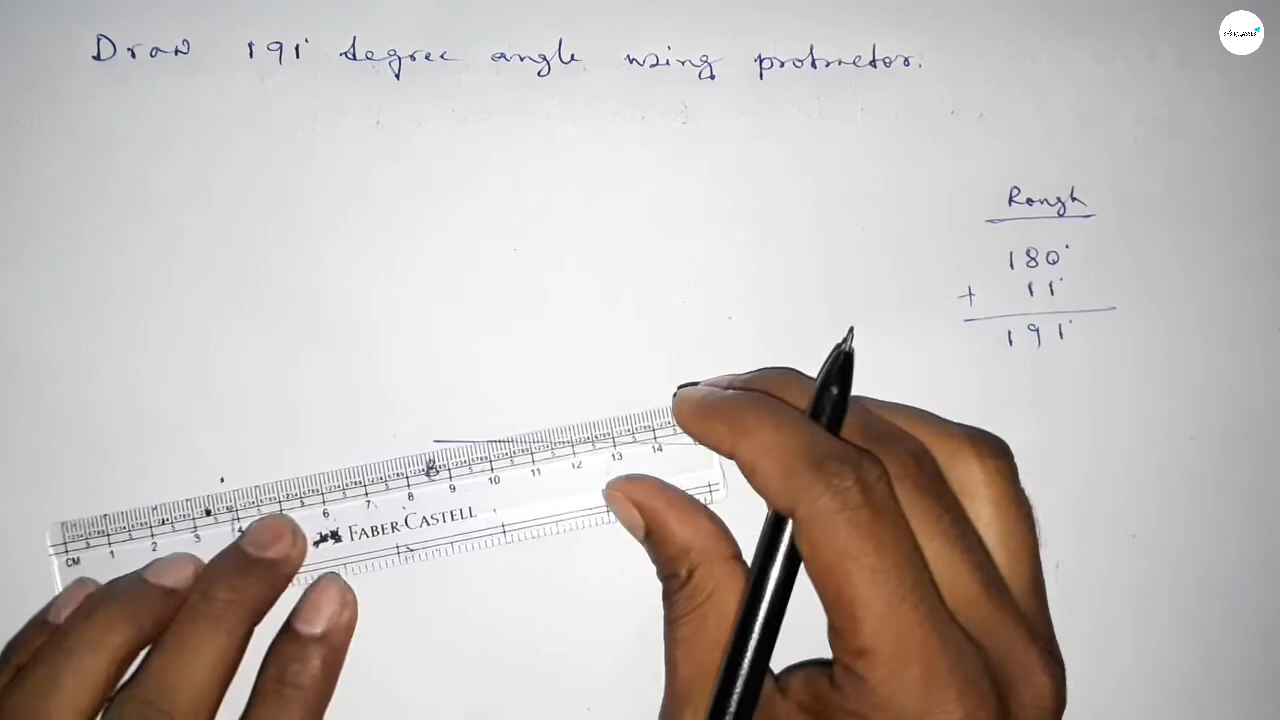 Draw 191° degree angle using protractor.
Rough
180°
+ 11°
191°
B
1 2 3 4 6 7 8 9 10 11 12 13 14
CM
FABER-CASTELL